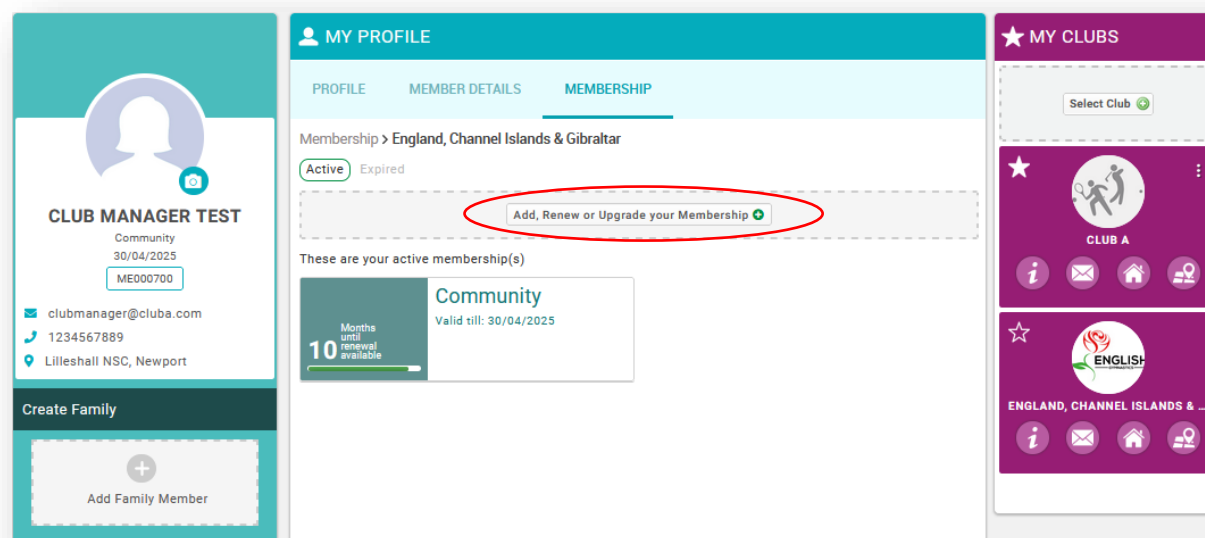 CLUB MANAGER TEST
Community
30/04/2025
ME000700
clubmanager@cluba.com
1234567889
Lilleshall NSC, Newport
Create Family
Add Family Member
MY PROFILE
PROFILE MEMBER DETAILS MEMBERSHIP
Membership > England, Channel Islands & Gibraltar
Active Expired
Add, Renew or Upgrade your Membership
These are your active membership(s)
10 Months
until
renewal
available
Community
Valid till: 30/04/2025
MY CLUBS
Select Club
CLUB A
ENGLISH
ENGLAND, CHANNEL ISLANDS & ...